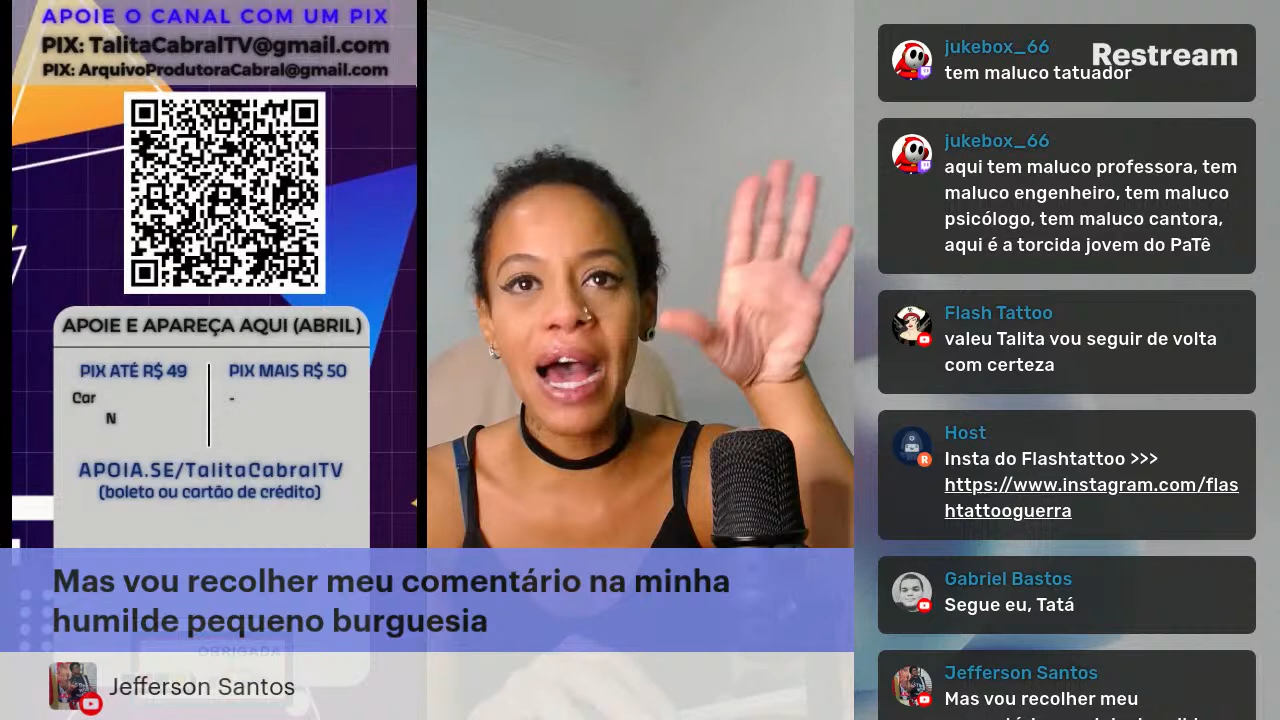 APOIE O CANAL COM UM PIX
PIX: TalitaCabralTV@gmail.com
PIX: ArquivoProdutoraCabral@gmail.com
APOIE E APAREÇA AQUI (ABRIL)
PIX ATÉ R$ 49
PIX MAIS R$ 50
Car
-
N
APOIA.SE/TalitaCabralTV
(boleto ou cartão de crédito)
Mas vou recolher meu comentário na minha
humilde pequeno burguesia
OBRIGADA
Jefferson Santos
Restream
jukebox_66
tem maluco tatuador
jukebox_66
aqui tem maluco professora, tem
maluco engenheiro, tem maluco
psicólogo, tem maluco cantora,
aqui é a torcida jovem do PaTê
Flash Tattoo
valeu Talita vou seguir de volta
com certeza
Host
Insta do Flashtattoo >>>
https://www.instagram.com/flas
htattooguerra
Gabriel Bastos
Segue eu, Tatá
Jefferson Santos
Mas vou recolher meu